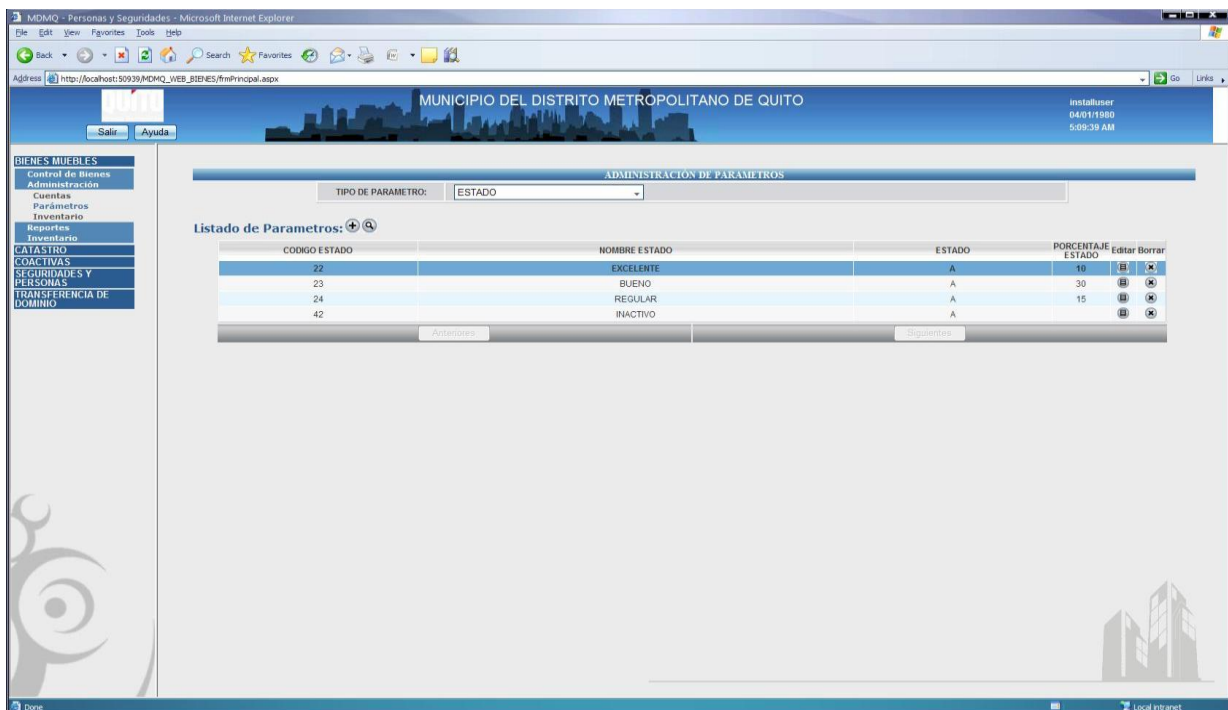 MDMQ - Personas y Seguridades - Microsoft Internet Explorer
File Edit View Favorites Tools Help
Back Search Favorites
Address http://localhost:50939/MDMQ_WEB_BIENES/frmPrincipal.aspx Go Links
QUITO
MUNICIPIO DEL DISTRITO METROPOLITANO DE QUITO
installuser
04/01/1980
5:09:39 AM
Salir Ayuda
BIENES MUEBLES
Control de Bienes
Administración
Cuentas
Parámetros
Inventario
Reportes
Inventario
CATASTRO
COACTIVAS
SEGURIDADES Y
PERSONAS
TRANSFERENCIA DE
DOMINIO
ADMINISTRACIÓN DE PARAMETROS
TIPO DE PARAMETRO: ESTADO
Listado de Parametros:
CODIGO ESTADO NOMBRE ESTADO ESTADO PORCENTAJE ESTADO Editar Borrar
22 EXCELENTE A 10
23 BUENO A 30
24 REGULAR A 15
42 INACTIVO A
Anteriores Siguientes
Done Local intranet